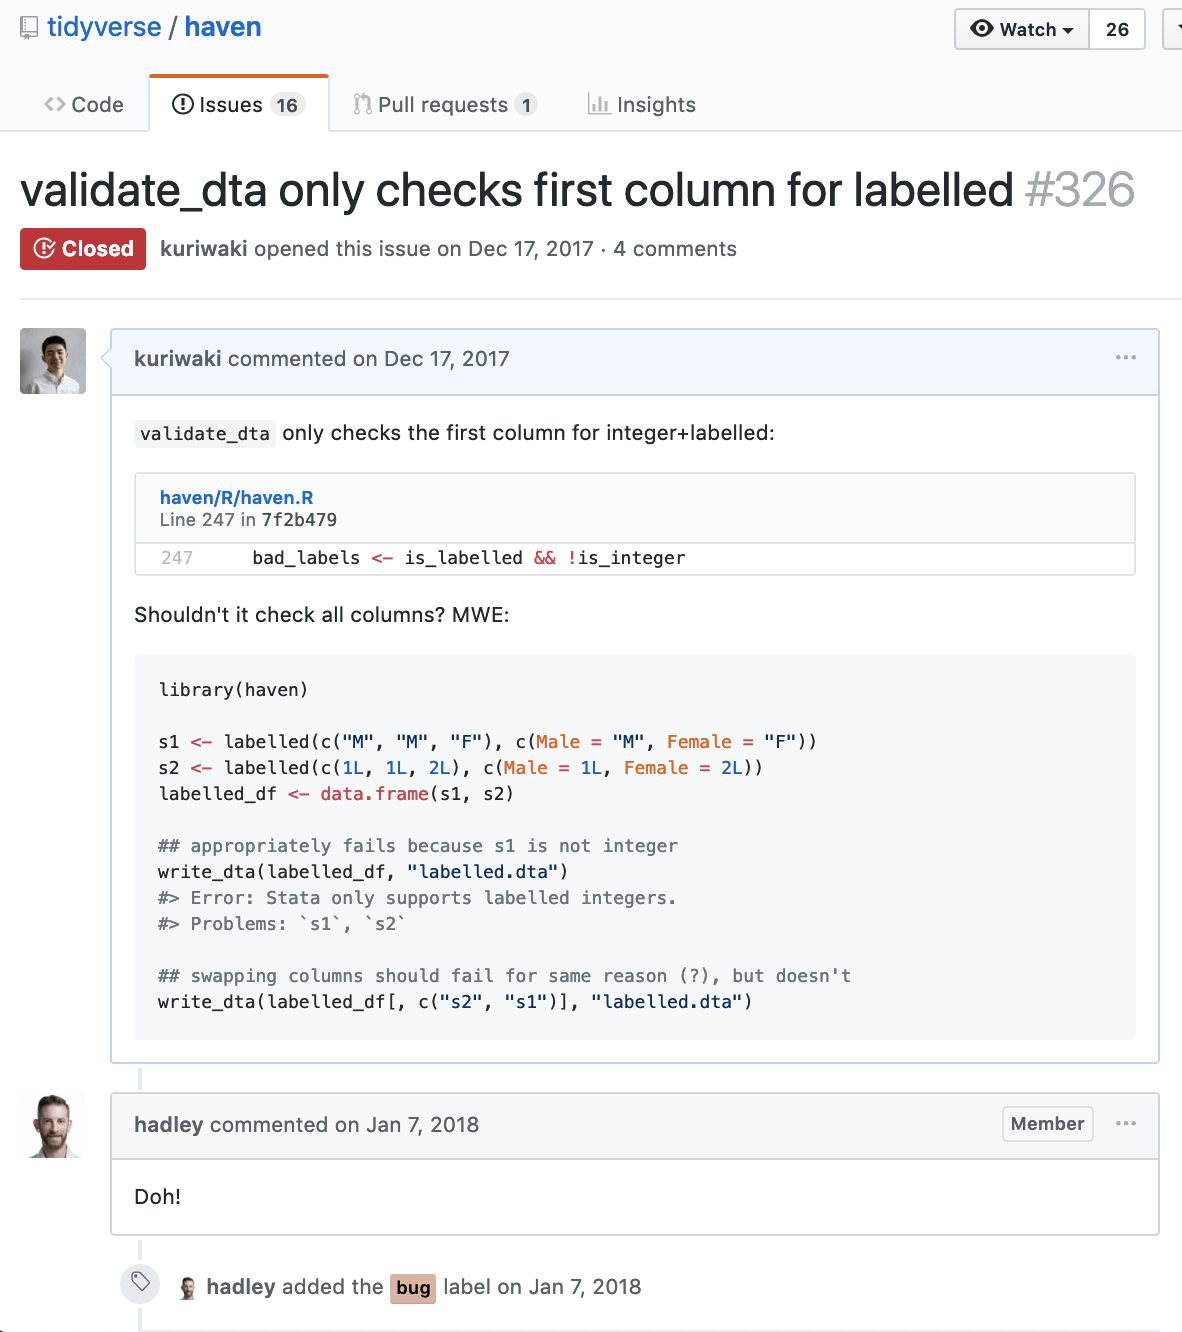 tidyverse / haven
Watch 26
Code Issues 16 Pull requests 1 Insights
validate_dta only checks first column for labelled #326
Closed kuriwaki opened this issue on Dec 17, 2017 · 4 comments
kuriwaki commented on Dec 17, 2017 ...
validate_dta only checks the first column for integer+labelled:
haven/R/haven.R
Line 247 in 7f2b479
247 bad_labels <- is_labelled && !is_integer
Shouldn't it check all columns? MWE:
library(haven)
s1 <- labelled(c("M", "M", "F"), c(Male = "M", Female = "F"))
s2 <- labelled(c(1L, 1L, 2L), c(Male = 1L, Female = 2L))
labelled_df <- data.frame(s1, s2)
## appropriately fails because s1 is not integer
write_dta(labelled_df, "labelled.dta")
#> Error: Stata only supports labelled integers.
#> Problems: `s1`, `s2`
## swapping columns should fail for same reason (?), but doesn't
write_dta(labelled_df[, c("s2", "s1")], "labelled.dta")
hadley commented on Jan 7, 2018 Member ...
Doh!
hadley added the bug label on Jan 7, 2018